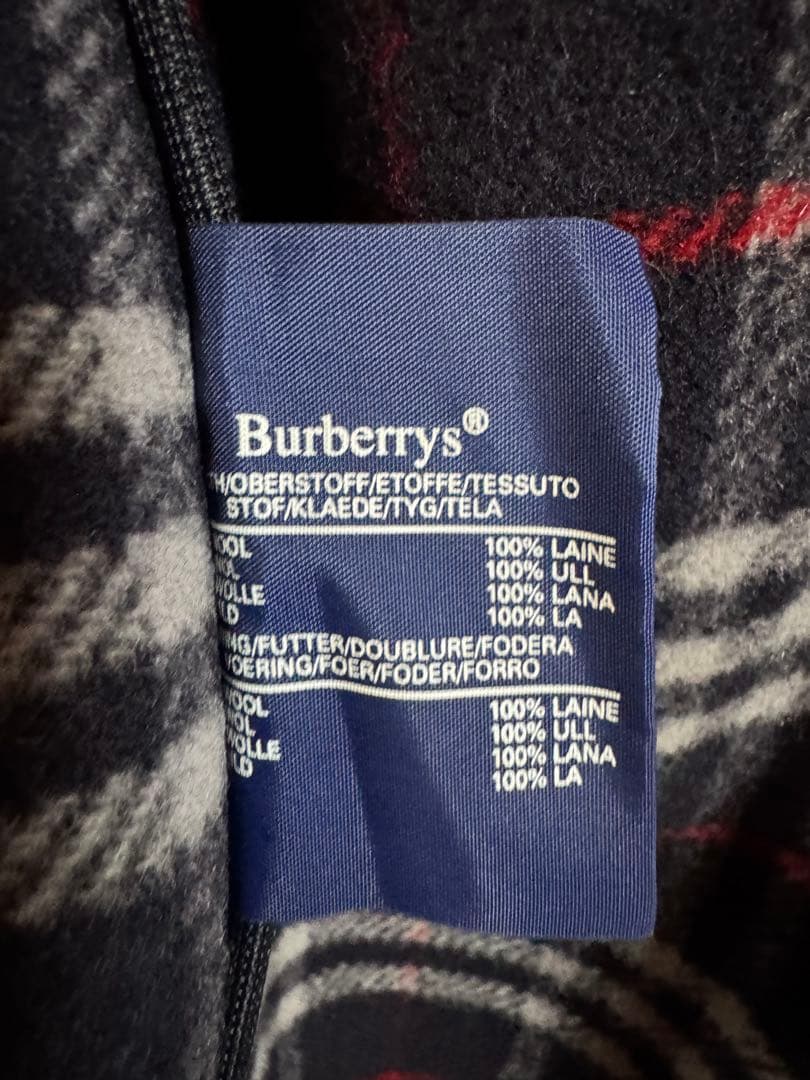 Burberrys®
/OBERSTOFF/ETOFFE/TESSUTO
STOF/KLAEDE/TYG/TELA
100% LAINE
100% ULL
100% LANA
100% LA
/FUTTER/DOUBLURE/FODERA
/FOER/FODER/FORRO
100% LAINE
100% ULL
100% LANA
100% LA